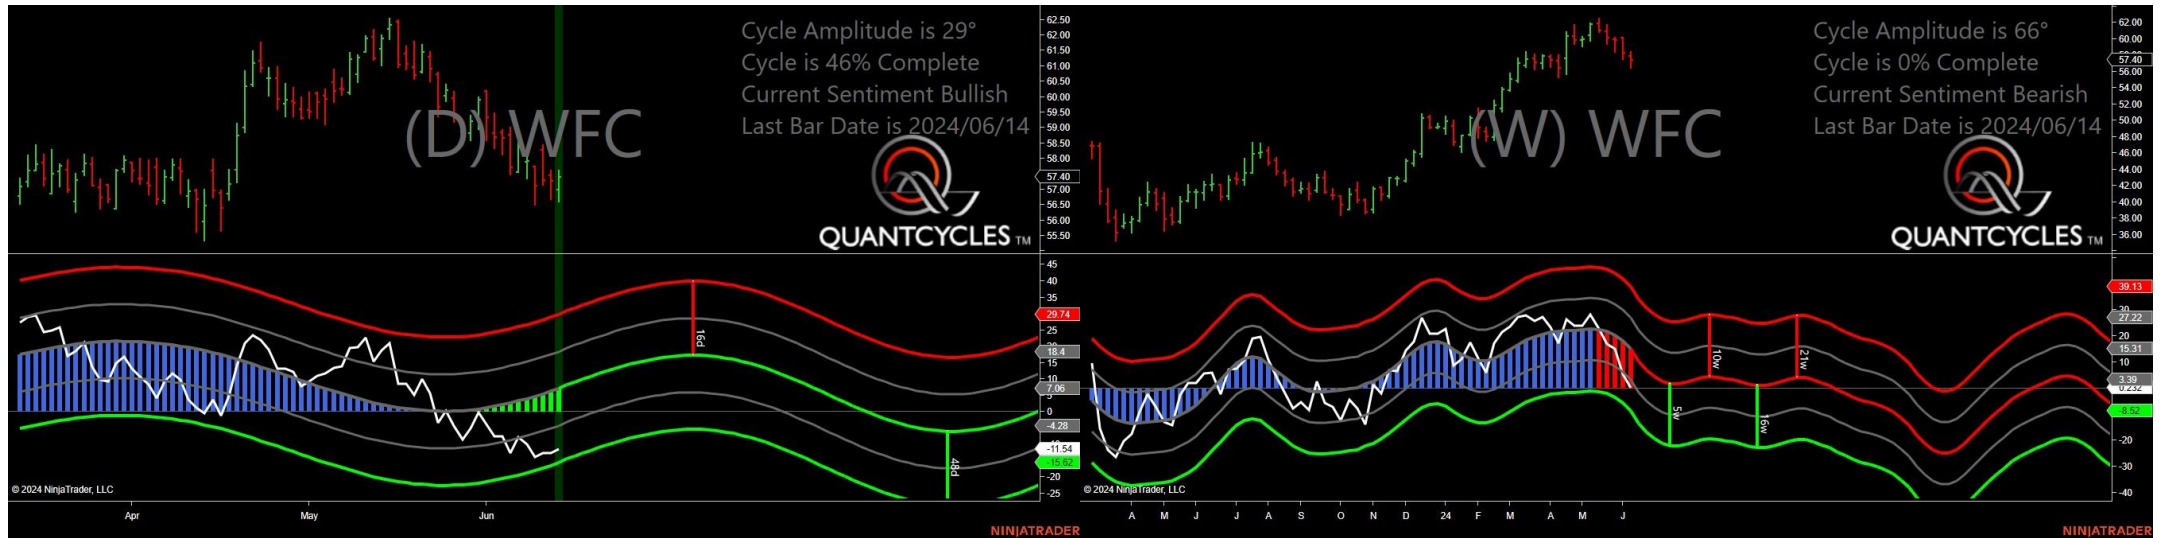 Cycle Amplitude is 29°
Cycle is 46% Complete
Current Sentiment Bullish
Last Bar Date is 2024/06/14
(D) WFC
QUANTCYCLES TM
62.50
62.00
61.50
61.00
60.50
60.00
59.50
59.00
58.50
58.00
57.40
57.00
56.50
56.00
55.50
45
40
35
29.74
25
18.4
15
10
7.06
5
0
-4.28
-11.54
-15.62
-20
-25
16d
48d
© 2024 NinjaTrader, LLC
Apr
May
Jun
NINJATRADER
Cycle Amplitude is 66°
Cycle is 0% Complete
Current Sentiment Bearish
Last Bar Date is 2024/06/14
(W) WFC
QUANTCYCLES TM
62.00
60.00
57.40
56.00
54.00
52.00
50.00
48.00
46.00
44.00
42.00
40.00
38.00
36.00
39.13
30
27.22
20
15.31
10
3.39
0.232
-8.52
-20
-30
-40
5w
10w
16w
21w
© 2024 NinjaTrader, LLC
A M J J A S O N D 24 F M A M J
NINJATRADER